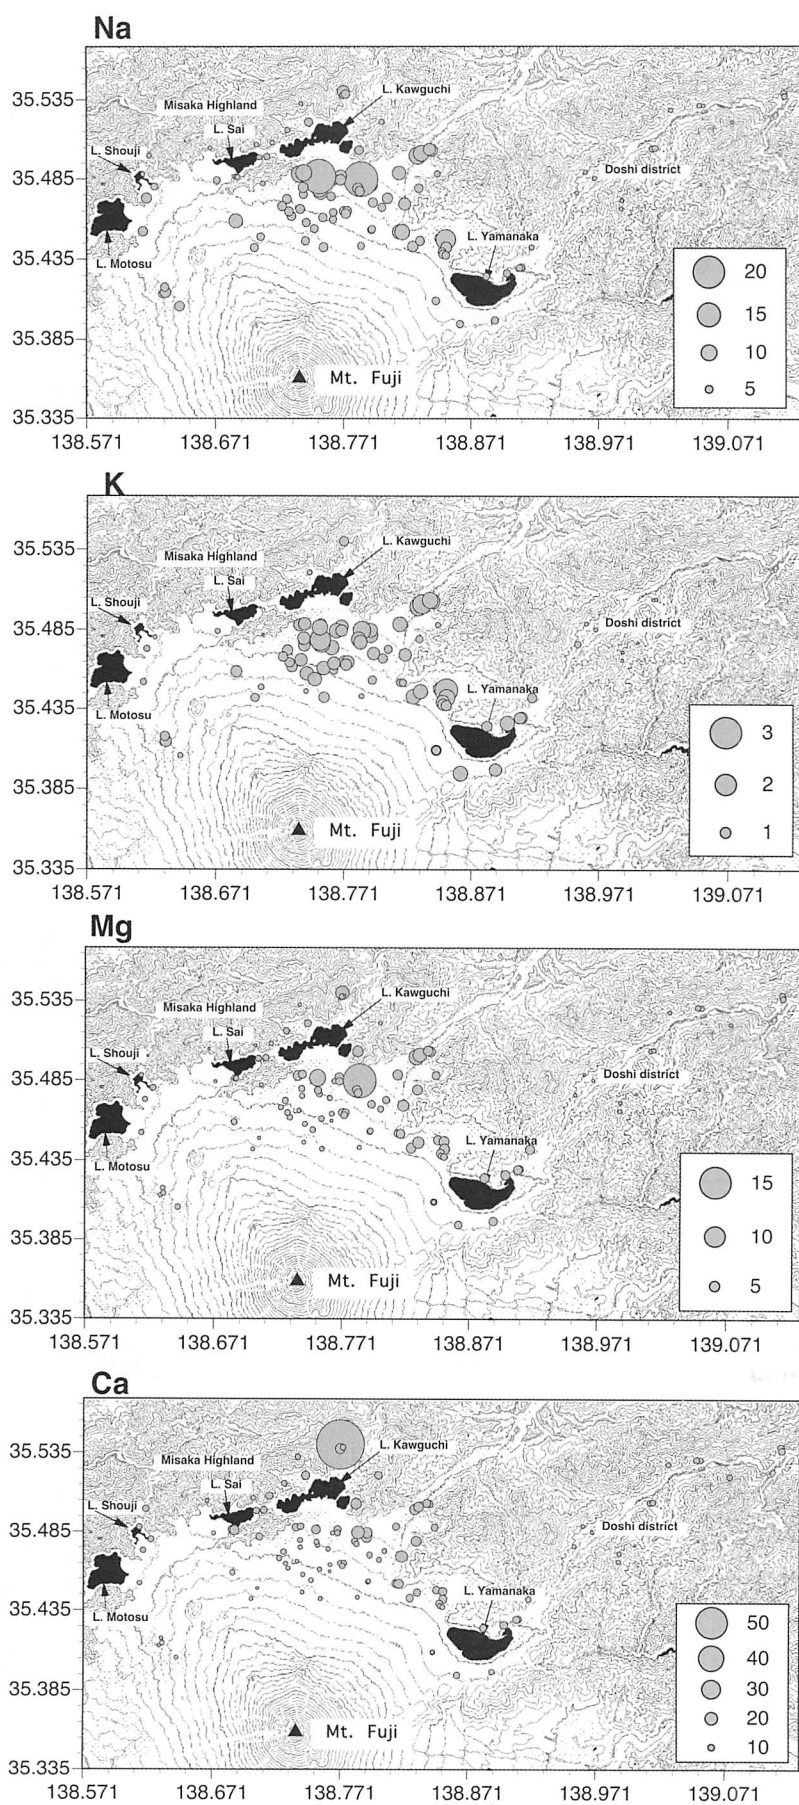 Na
35.535
Misaka Highland
L. Kawguchi
L. Shouji
L. Sai
35.485
Doshi district
35.435
L. Motosu
L. Yamanaka
20
15
10
5
35.385
Mt. Fuji
35.335
138.571 138.671 138.771 138.871 138.971 139.071
K
35.535
Misaka Highland
L. Kawguchi
L. Sai
L. Shouji
35.485
Doshi district
L. Yamanaka
35.435
L. Motosu
3
2
1
35.385
Mt. Fuji
35.335
138.571 138.671 138.771 138.871 138.971 139.071
Mg
35.535
Misaka Highland
L. Kawguchi
L. Sai
L. Shouji
35.485
Doshi district
L. Yamanaka
35.435
L. Motosu
15
10
5
35.385
Mt. Fuji
35.335
138.571 138.671 138.771 138.871 138.971 139.071
Ca
35.535
Misaka Highland
L. Kawguchi
L. Sai
L. Shouji
35.485
Doshi district
L. Yamanaka
35.435
L. Motosu
50
40
30
20
10
35.385
Mt. Fuji
35.335
138.571 138.671 138.771 138.871 138.971 139.071